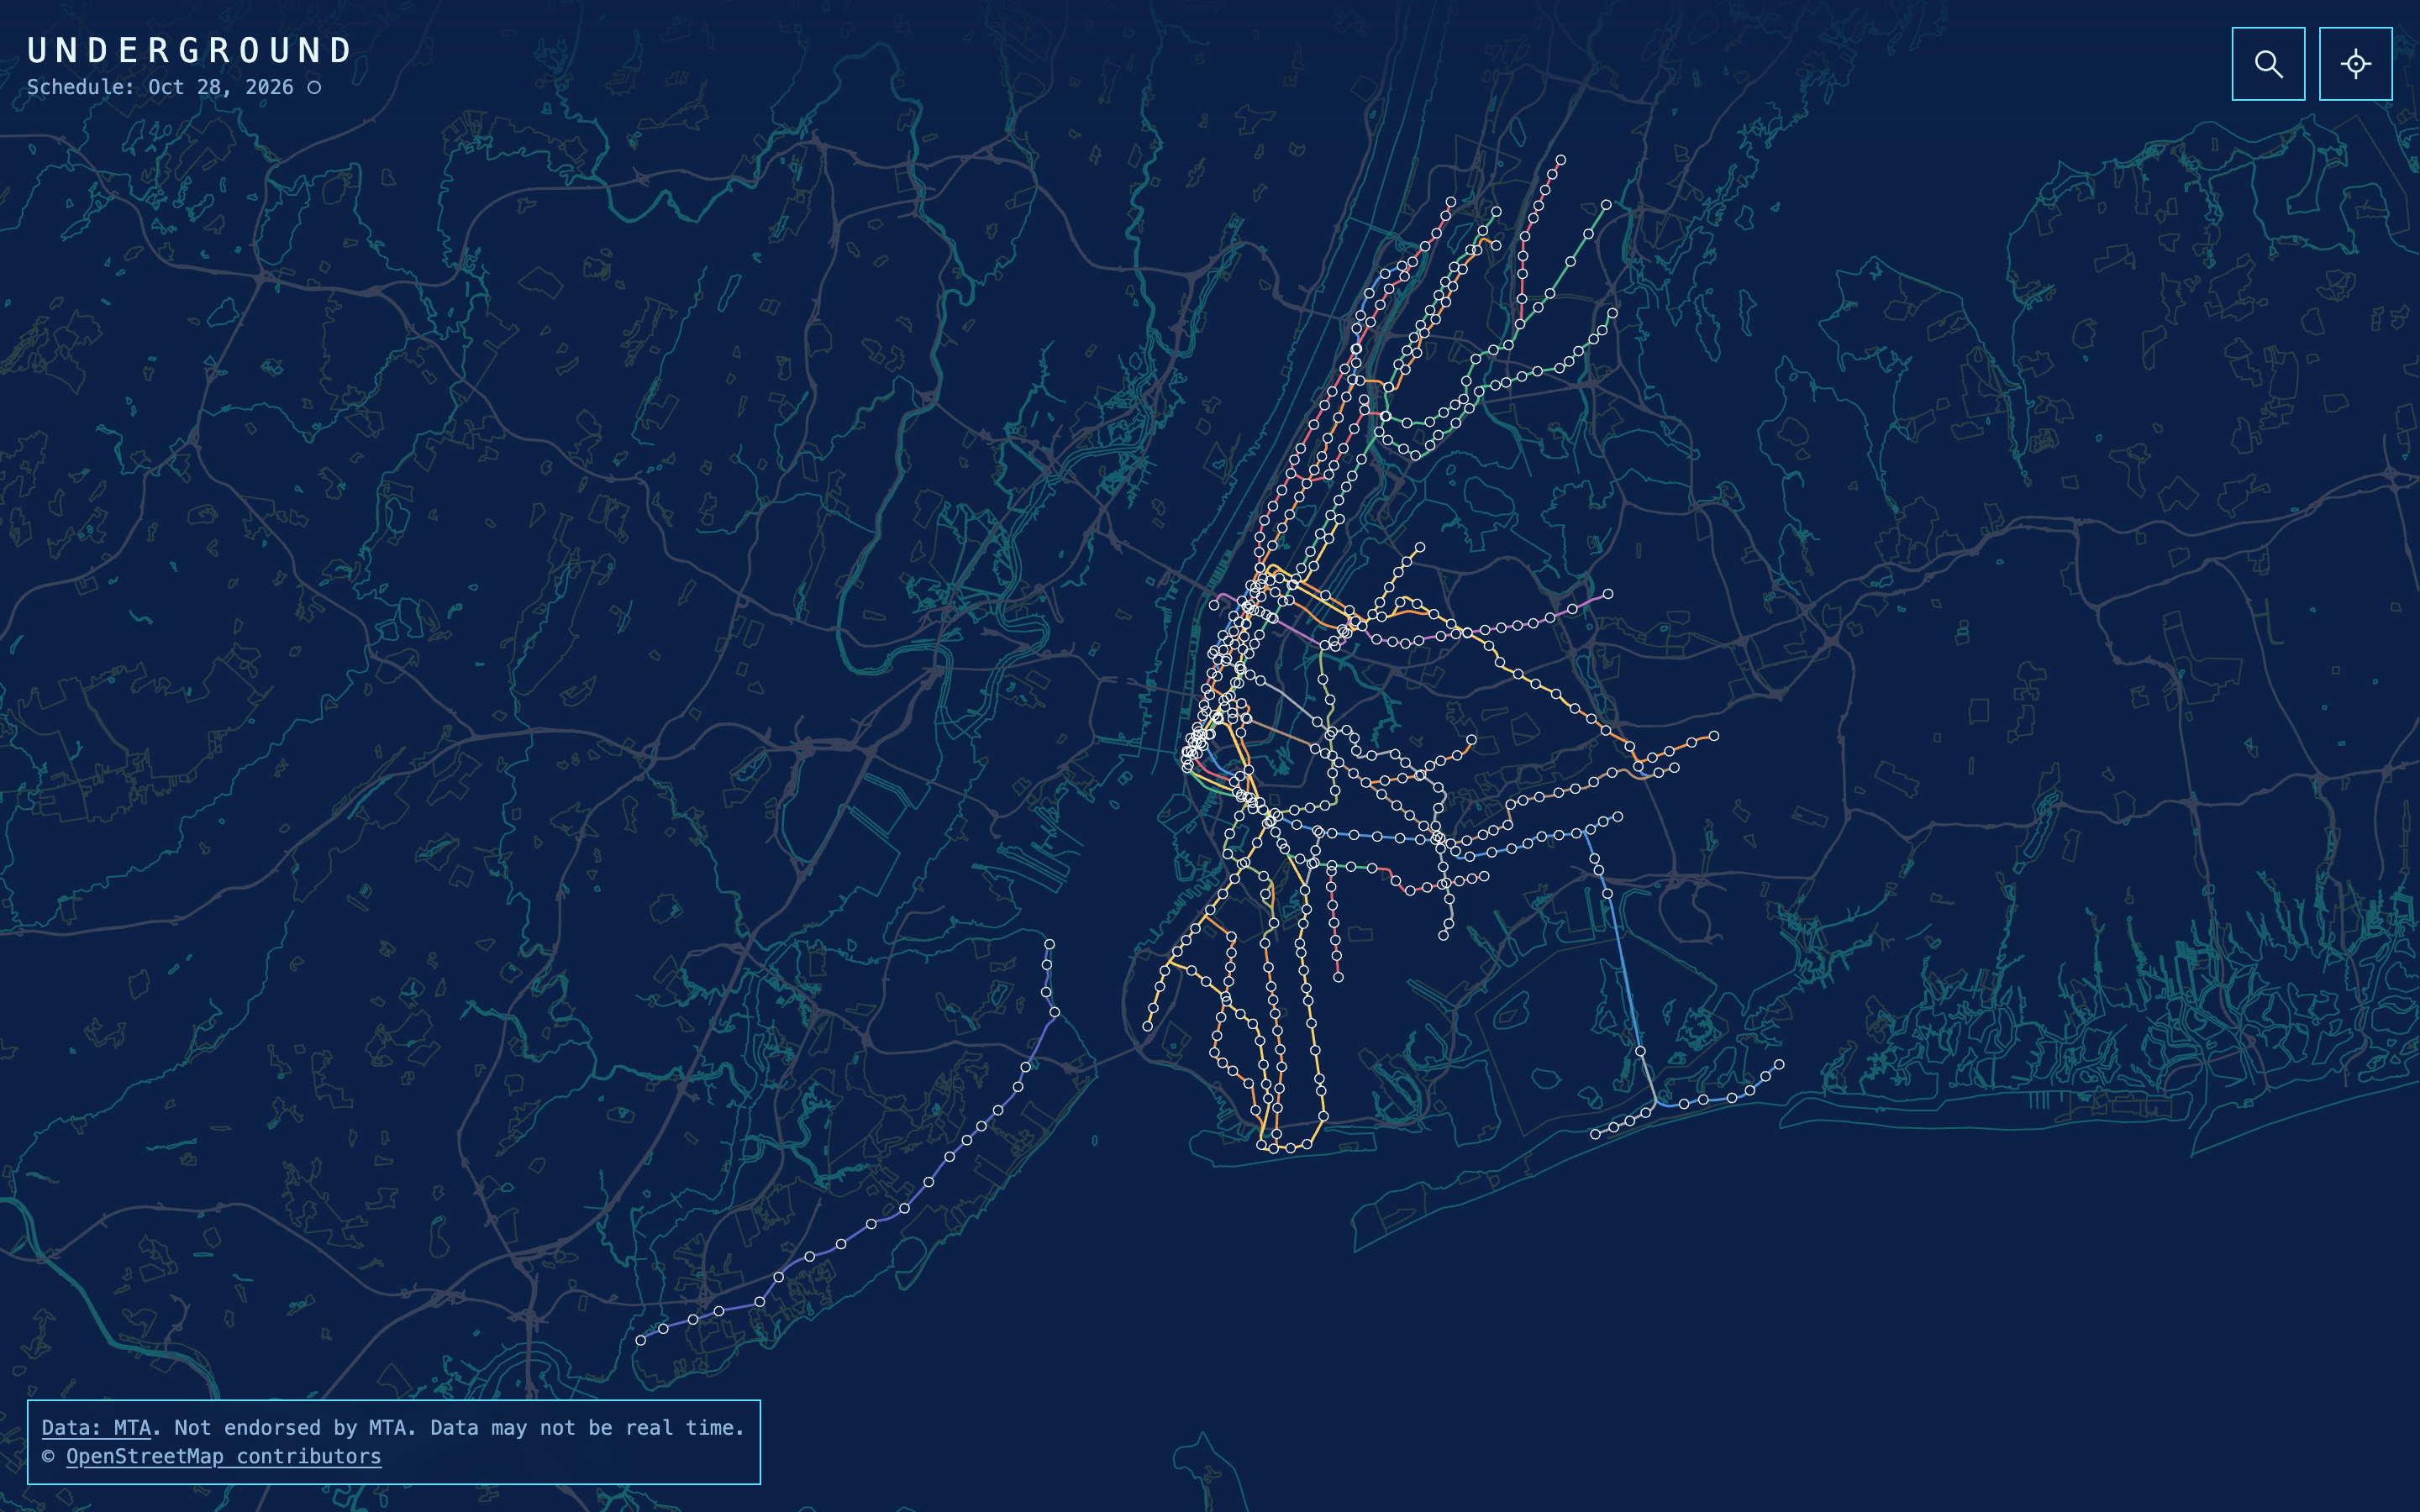 UNDERGROUND
Schedule: Oct 28, 2026
Data: MTA. Not endorsed by MTA. Data may not be real time.
© OpenStreetMap contributors